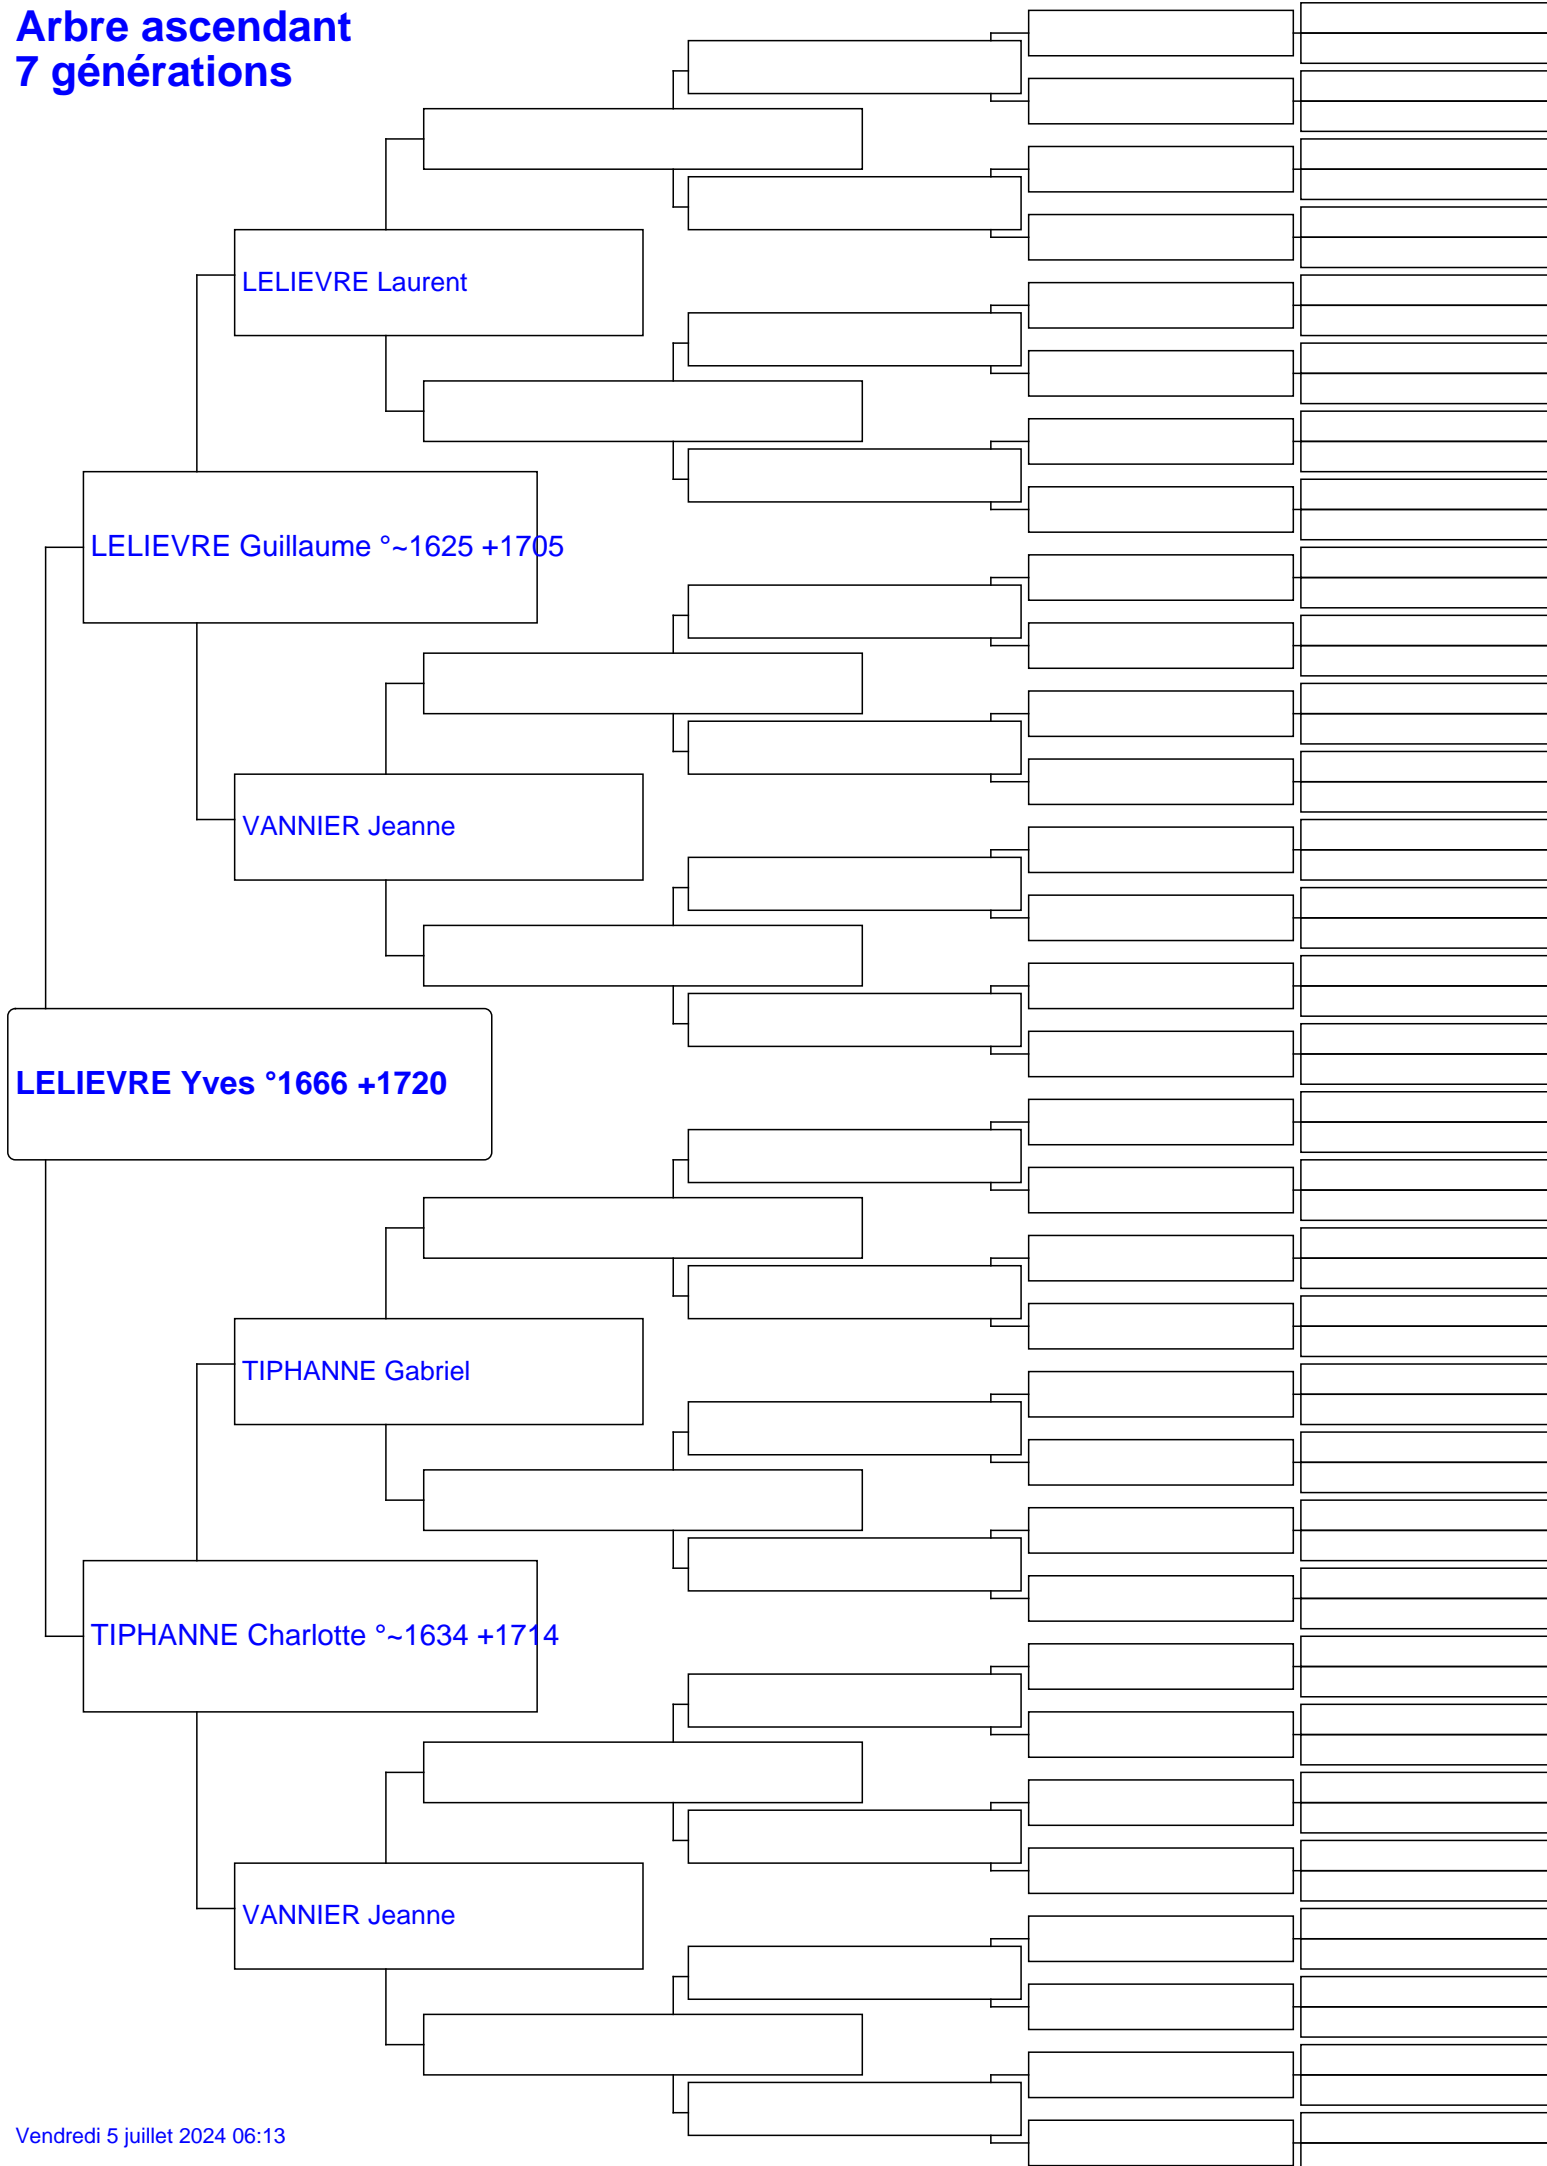 Arbre ascendant
7 générations
LELIEVRE Laurent
LELIEVRE Guillaume °~1625 +1705
VANNIER Jeanne
LELIEVRE Yves °1666 +1720
TIPHANNE Gabriel
TIPHANNE Charlotte °~1634 +1714
VANNIER Jeanne
Vendredi 5 juillet 2024 06:13